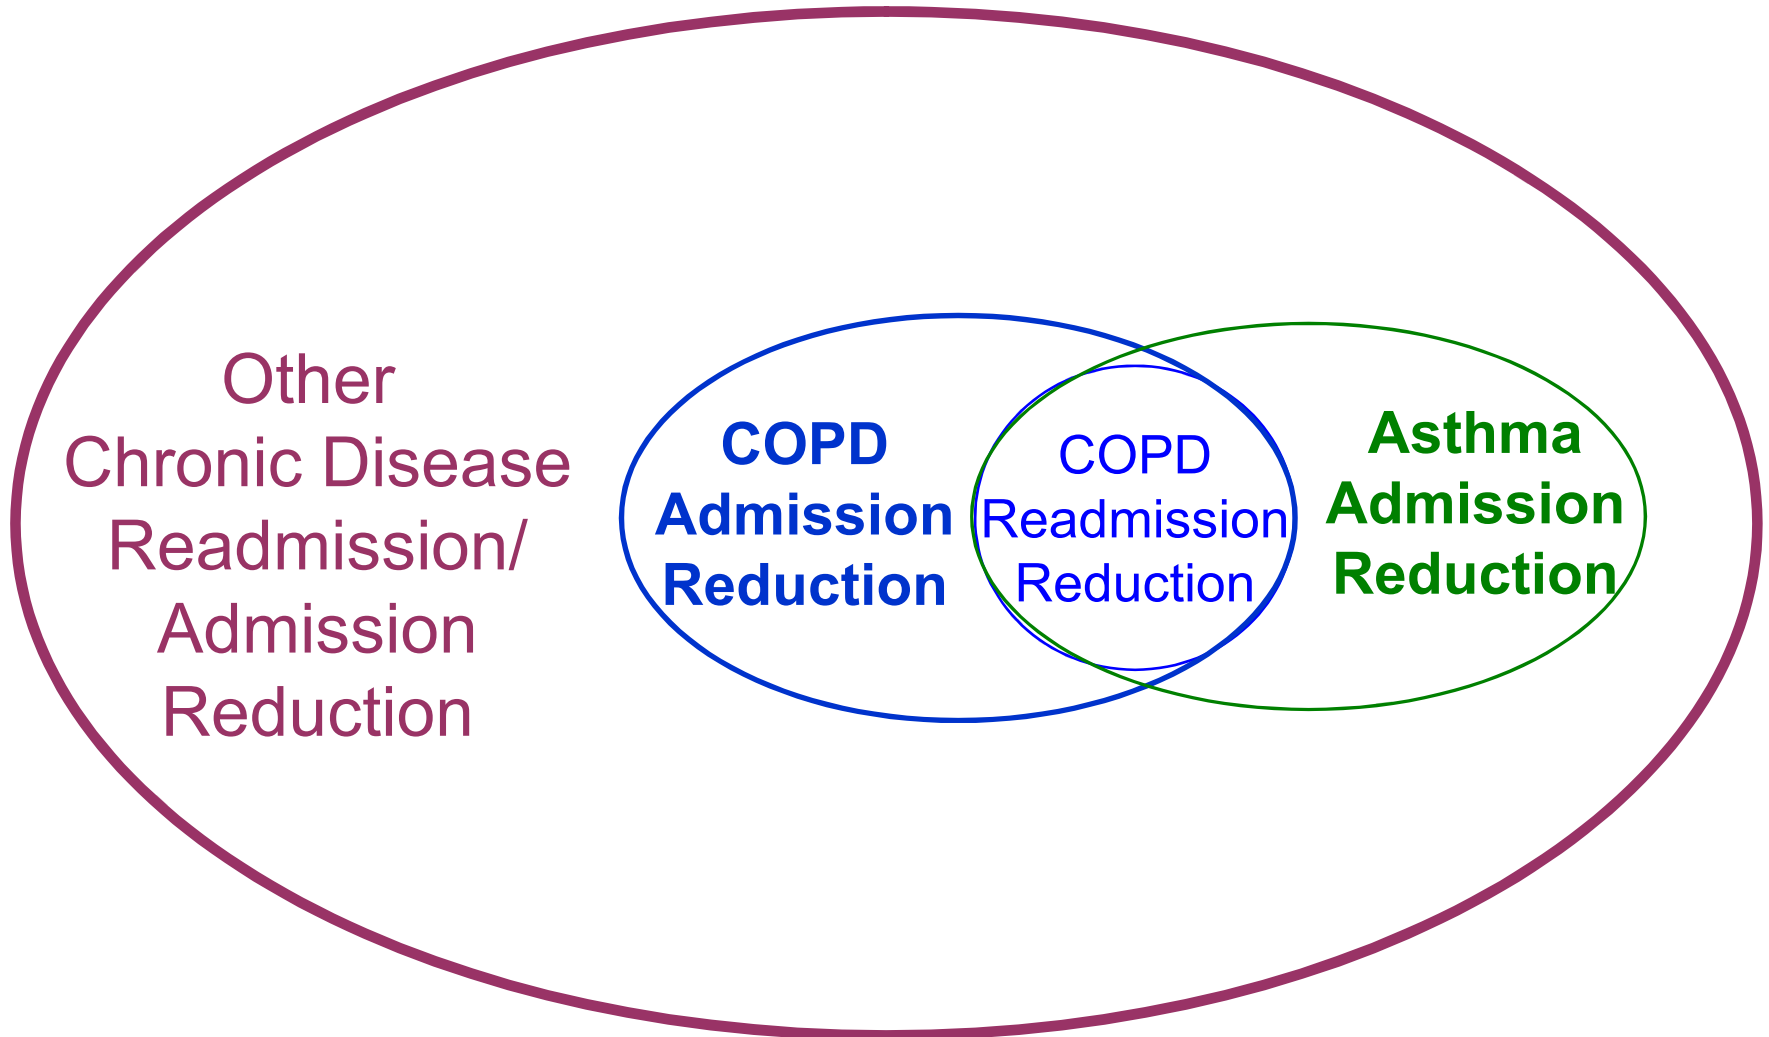 Other
Chronic Disease
Readmission/
Admission
Reduction
COPD
Admission
Reduction
COPD
Readmission
Reduction
Asthma
Admission
Reduction